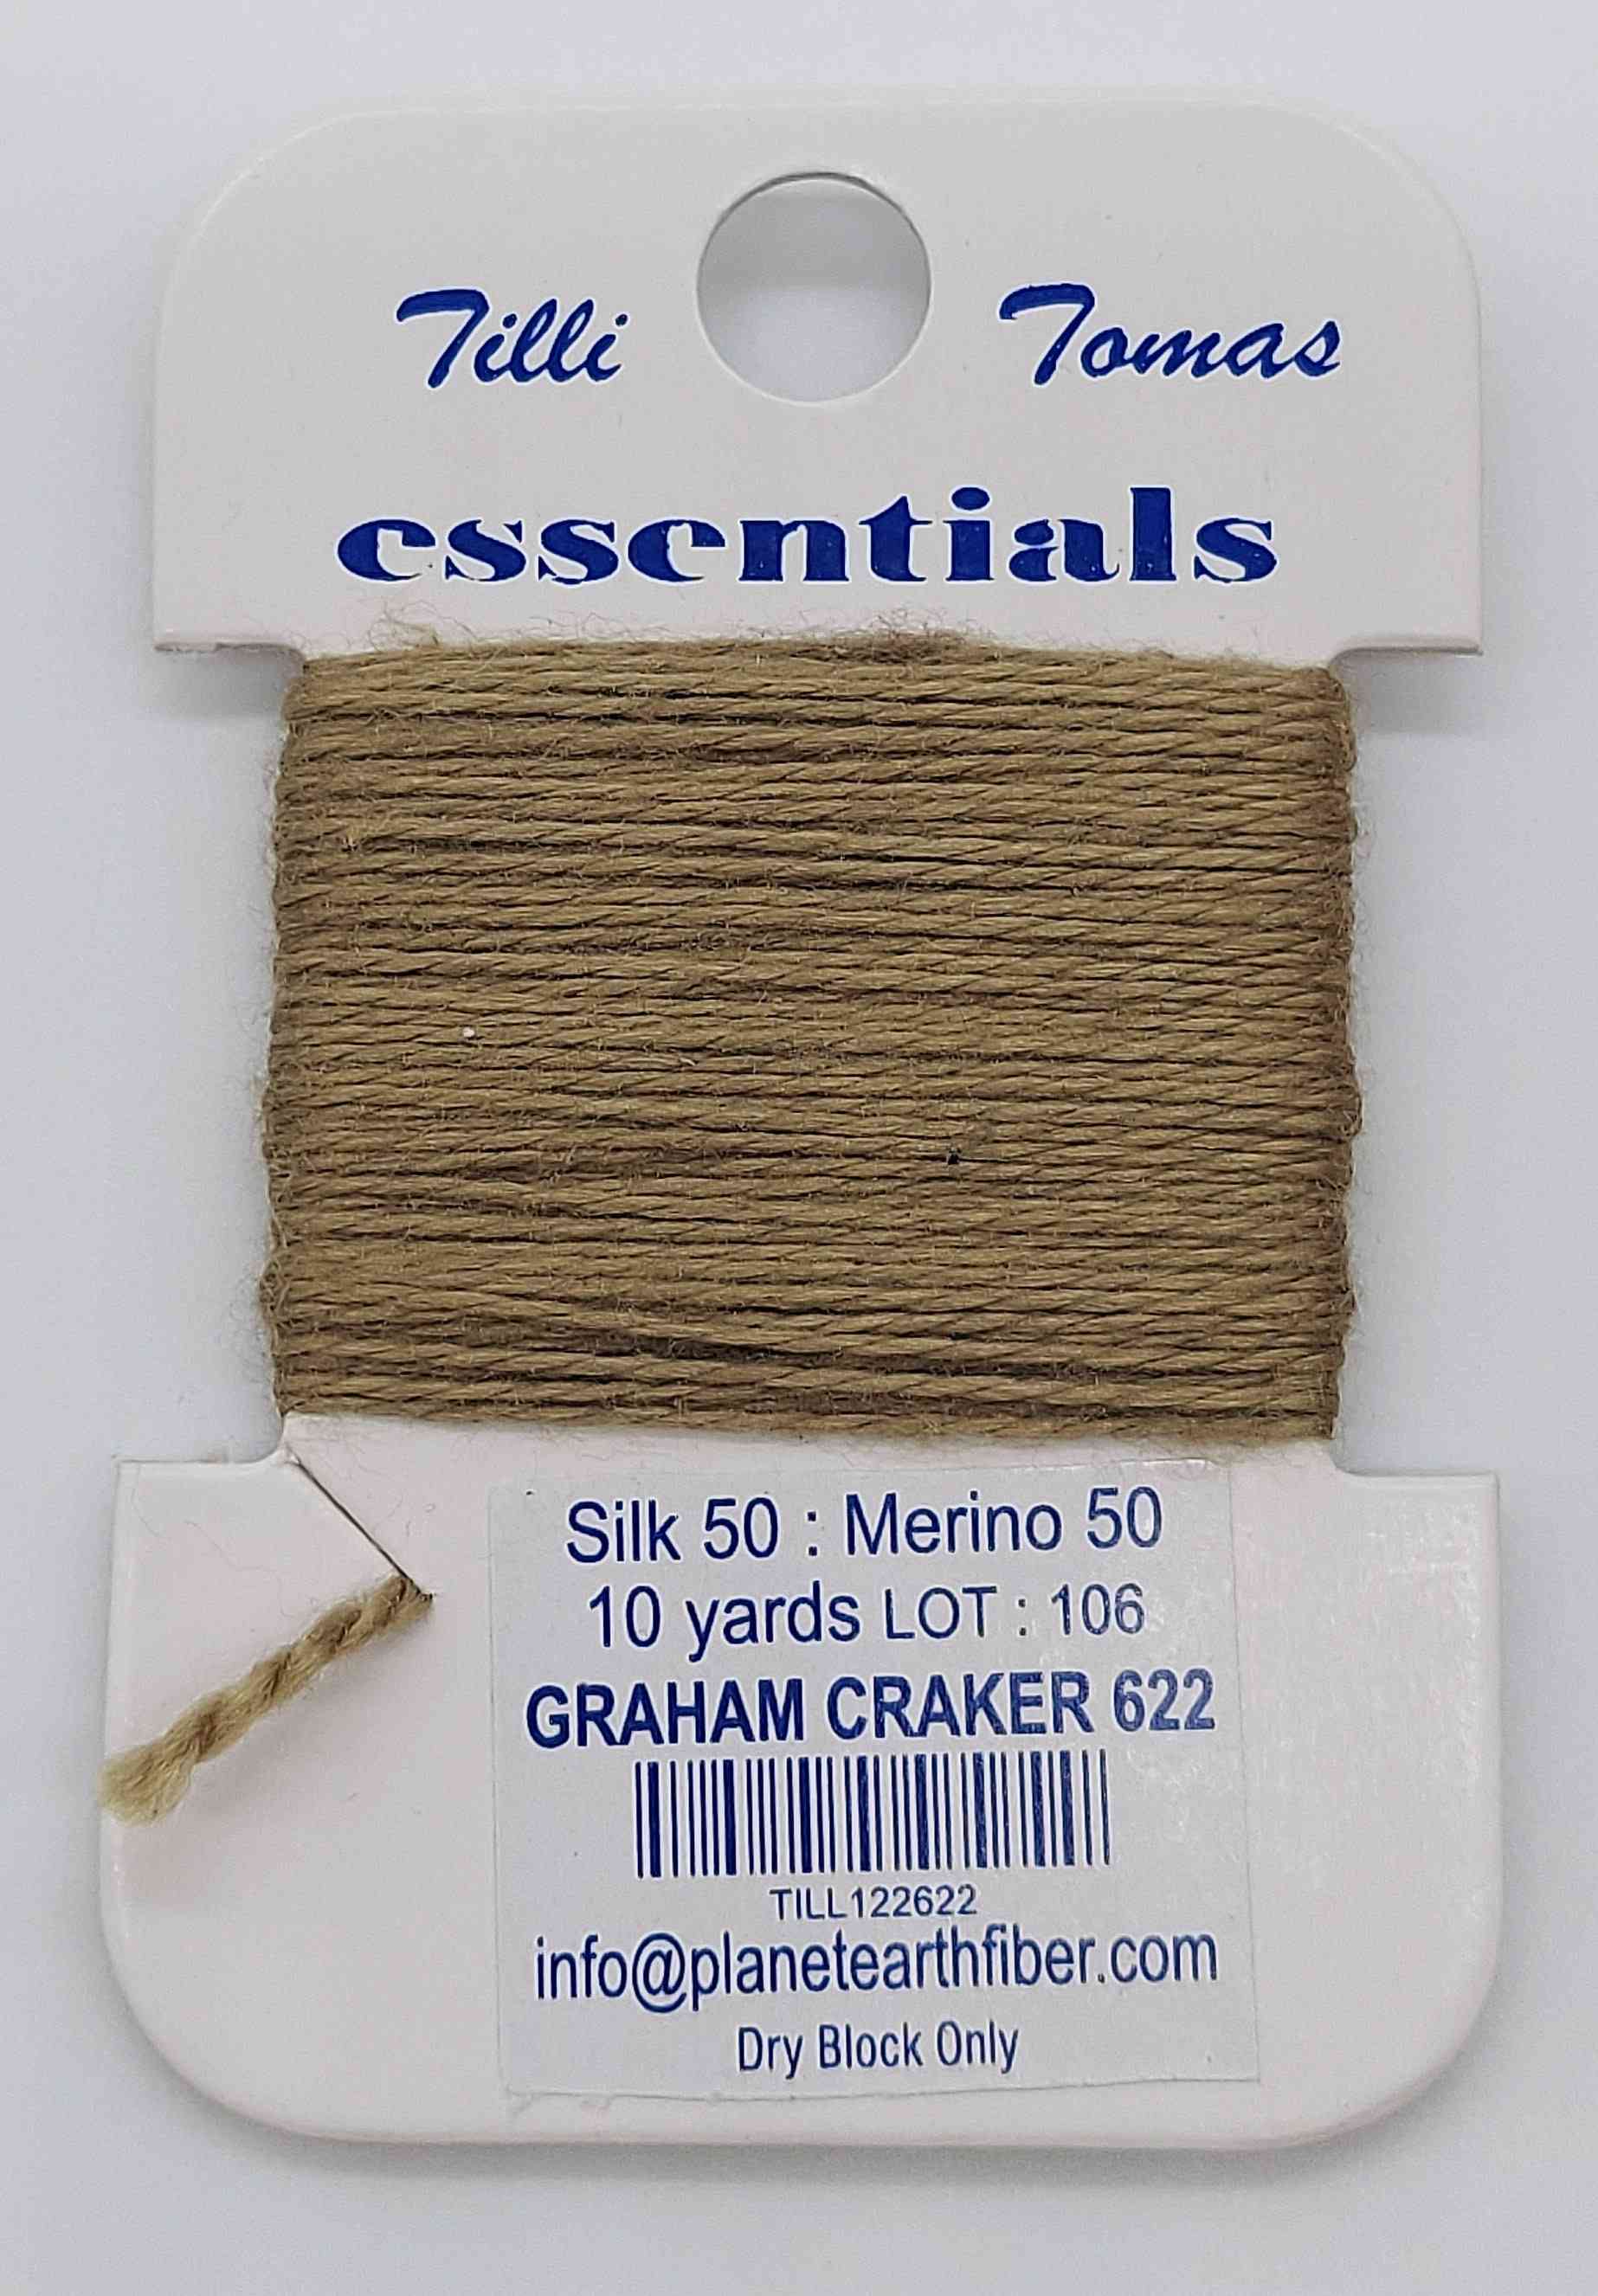 Tilli Tomas
essentials
Silk 50 : Merino 50
10 yards LOT : 106
GRAHAM CRAKER 622
TILL122622
info@planetearthfiber.com
Dry Block Only